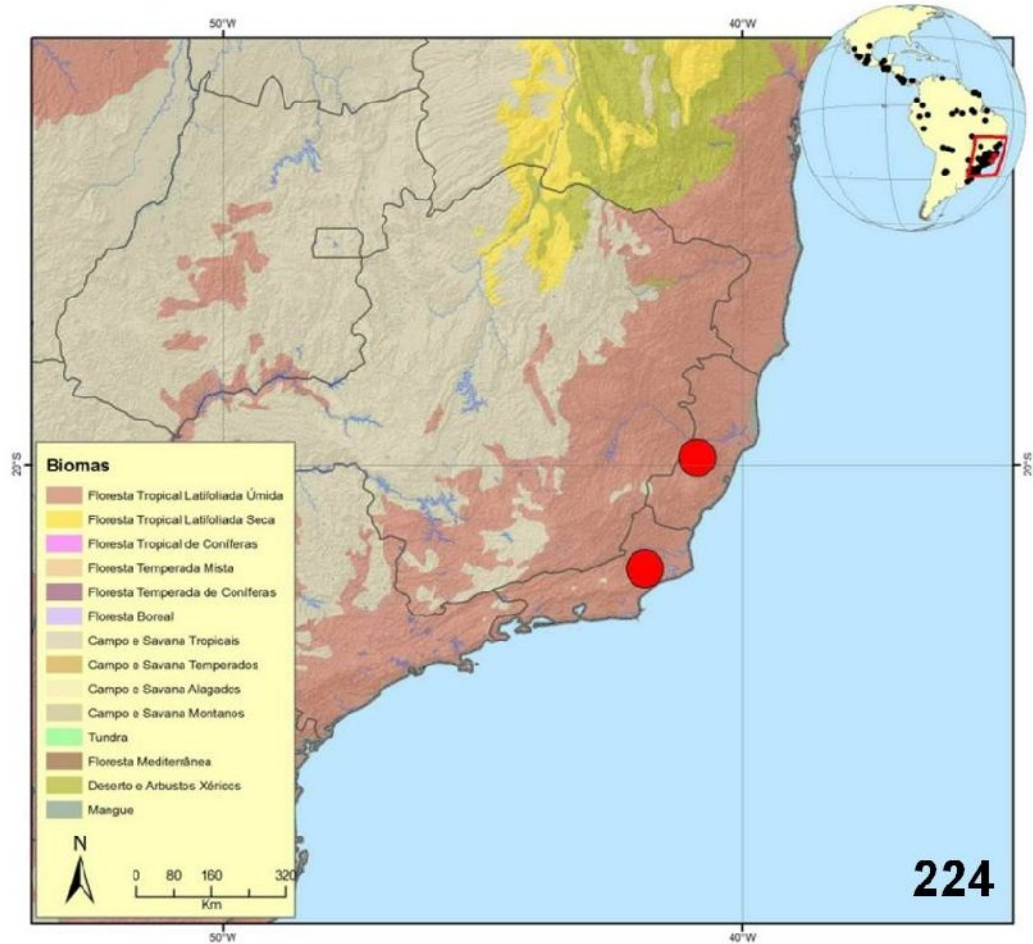 50°W
40°W
20°S
20°S
Biomas
Floresta Tropical Latifoliada Úmida
Floresta Tropical Latifoliada Seca
Floresta Tropical de Coníferas
Floresta Temperada Mista
Floresta Temperada de Coníferas
Floresta Boreal
Campo e Savana Tropicais
Campo e Savana Temperados
Campo e Savana Alagados
Campo e Savana Montanos
Tundra
Floresta Mediterrânea
Deserto e Arbustos Xéricos
Mangue
N
0 80 160 320
Km
224
50°W
40°W